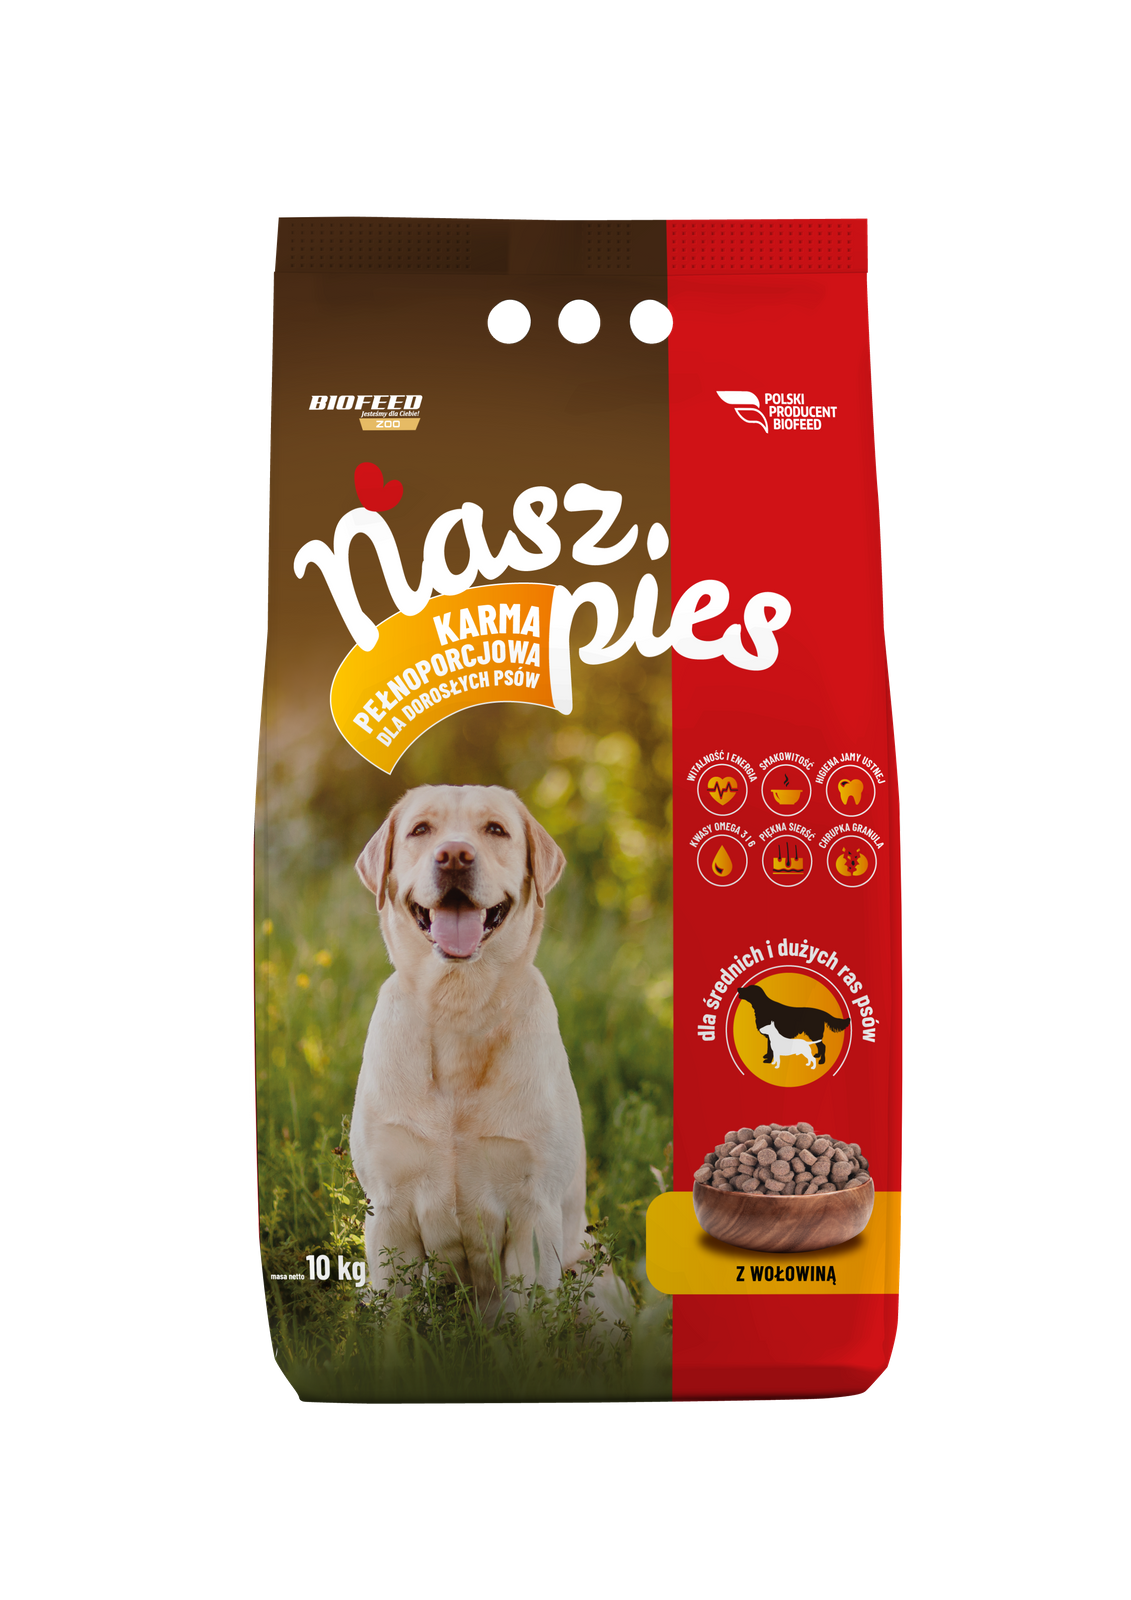 BIOFEED
Jesteśmy dla Ciebie!
ZOO
POLSKI
PRODUCENT
BIOFEED
Nasz
pies
KARMA
PEŁNOPORCJOWA
DLA DOROSŁYCH PSÓW
WITALNOŚĆ I ENERGIA
SMAKOWITOŚĆ
HIGIENA JAMY USTNEJ
KWASY OMEGA 3 I 6
PIĘKNA SIERŚĆ
CHRUPKA GRANULA
dla średnich i dużych ras psów
masa netto 10 kg
Z WOŁOWINĄ